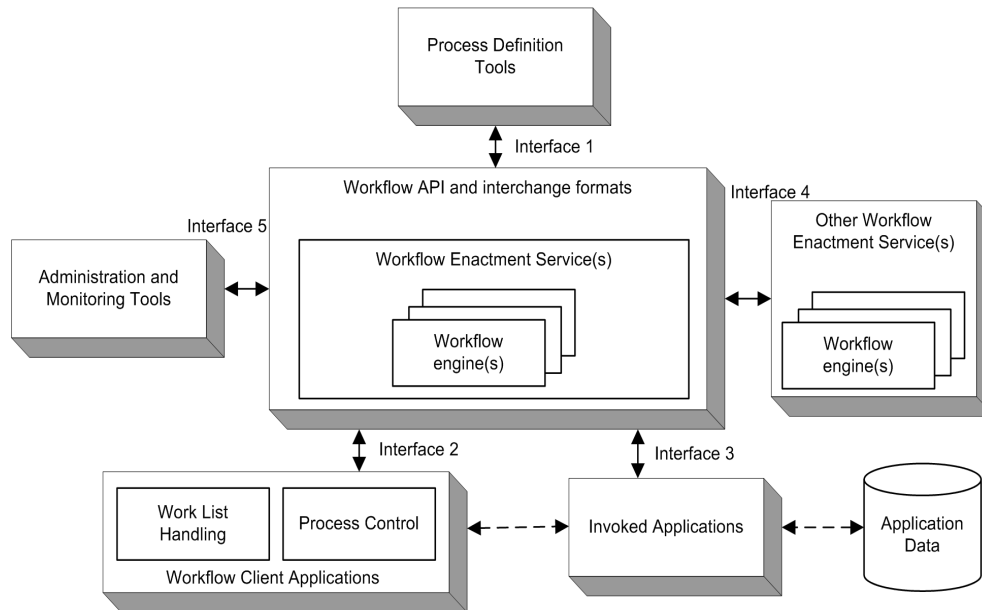 Process Definition
Tools
Interface 1
Workflow API and interchange formats
Interface 4
Interface 5
Other Workflow
Enactment Service(s)
Workflow Enactment Service(s)
Administration and
Monitoring Tools
Workflow
engine(s)
Workflow
engine(s)
Interface 2
Interface 3
Work List
Handling
Process Control
Workflow Client Applications
Invoked Applications
Application
Data